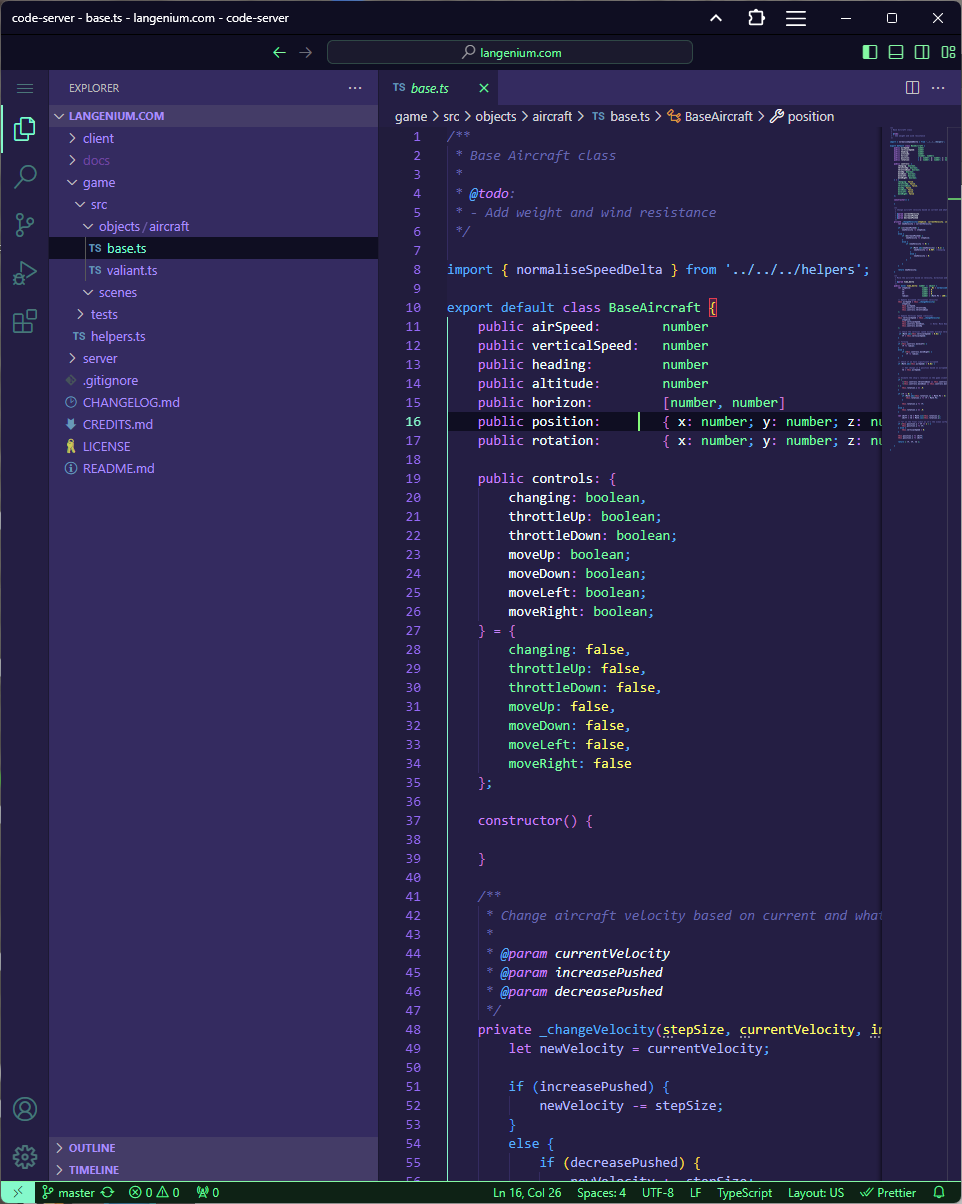 code-server - base.ts - langenium.com - code-server
langenium.com
EXPLORER
LANGENIUM.COM
client
docs
game
src
objects / aircraft
TS base.ts
TS valiant.ts
scenes
tests
TS helpers.ts
server
.gitignore
CHANGELOG.md
CREDITS.md
LICENSE
README.md
OUTLINE
TIMELINE
TS base.ts
game > src > objects > aircraft > TS base.ts > BaseAircraft > position
1 /**
2  * Base Aircraft class
3  *
4  * @todo:
5  * - Add weight and wind resistance
6  */
7
8 import { normaliseSpeedDelta } from '../../../helpers';
9
10 export default class BaseAircraft {
11     public airSpeed:        number
12     public verticalSpeed:   number
13     public heading:         number
14     public altitude:        number
15     public horizon:         [number, number]
16     public position:        { x: number; y: number; z: nu
17     public rotation:        { x: number; y: number; z: nu
18
19     public controls: {
20         changing: boolean,
21         throttleUp: boolean;
22         throttleDown: boolean;
23         moveUp: boolean;
24         moveDown: boolean;
25         moveLeft: boolean;
26         moveRight: boolean;
27     } = {
28         changing: false,
29         throttleUp: false,
30         throttleDown: false,
31         moveUp: false,
32         moveDown: false,
33         moveLeft: false,
34         moveRight: false
35     };
36
37     constructor() {
38
39     }
40
41     /**
42      * Change aircraft velocity based on current and what
43      *
44      * @param currentVelocity
45      * @param increasePushed
46      * @param decreasePushed
47      */
48     private _changeVelocity(stepSize, currentVelocity, in
49         let newVelocity = currentVelocity;
50
51         if (increasePushed) {
52             newVelocity -= stepSize;
53         }
54         else {
55             if (decreasePushed) {
56                 newVelocity += stepSize;
master 0 0 0 Ln 16, Col 26 Spaces: 4 UTF-8 LF TypeScript Layout: US Prettier